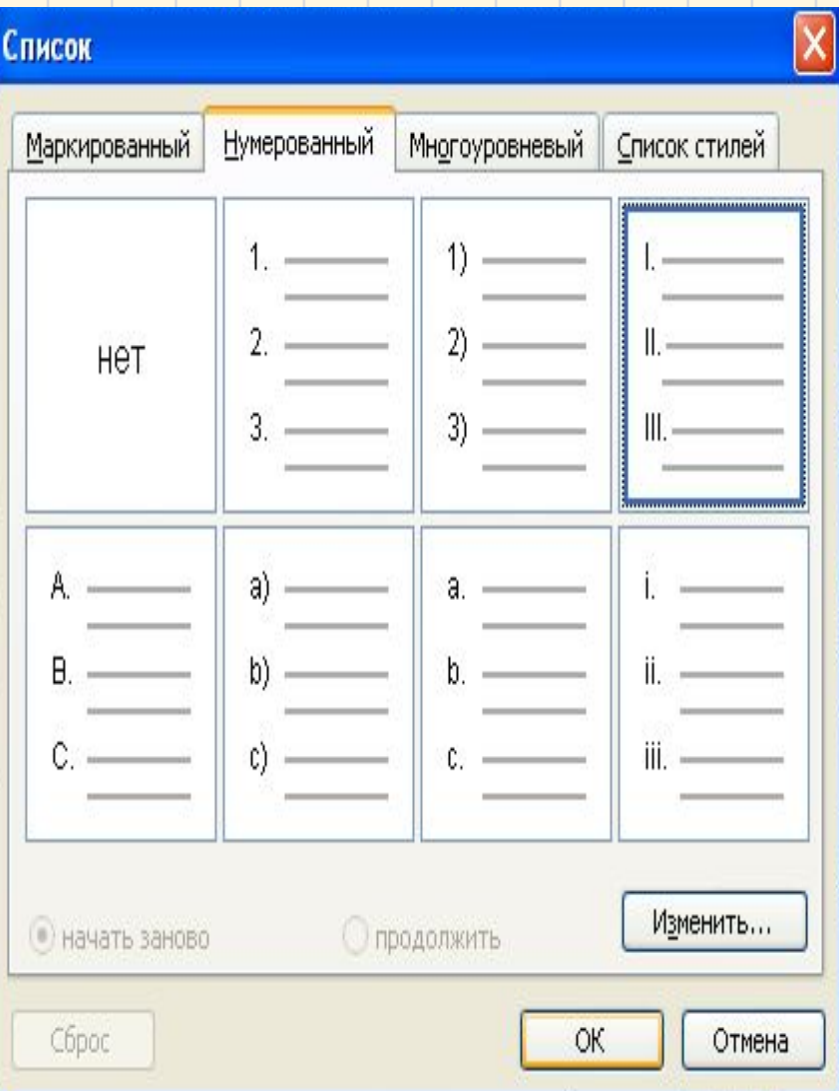 Список
Маркированный Нумерованный Многоуровневый Список стилей
нет
1.
2.
3.
1)
2)
3)
I.
II.
III.
A.
B.
C.
a)
b)
c)
a.
b.
c.
i.
ii.
iii.
начать заново продолжить Изменить...
Сброс ОК Отмена